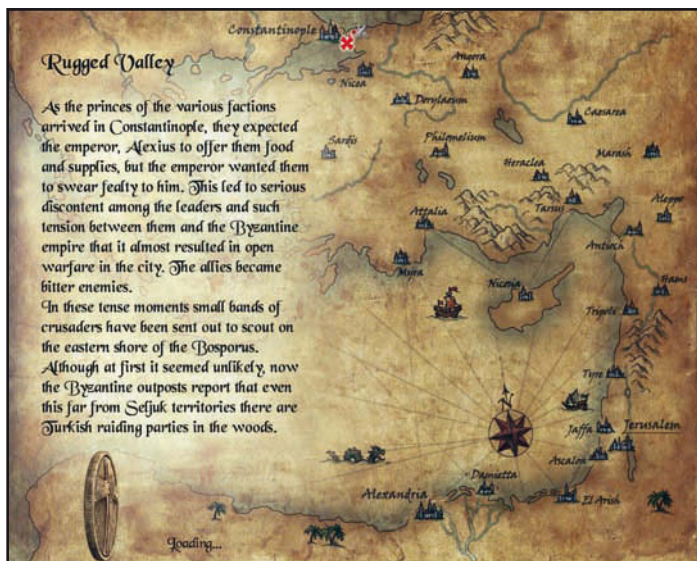 Constantinople
Rugged Valley
Nicea
Angora
Dorylaeum
Caesarea
As the princes of the various factions
arrived in Constantinople, they expected
the emperor, Alexius to offer them food
and supplies, but the emperor wanted them
to swear fealty to him. This led to serious
discontent among the leaders and such
tension between them and the Byzantine
empire that it almost resulted in open
warfare in the city. The allies became
bitter enemies.
In these tense moments small bands of
crusaders have been sent out to scout on
the eastern shore of the Bosporus.
Although at first it seemed unlikely, now
the Byzantine outposts report that even
this far from Seljuk territories there are
Turkish raiding parties in the woods.
Sardis
Philomelium
Heraclea
Marash
Tarsus
Aleppo
Attalia
Antioch
Myra
Nicosia
Hams
Tripoli
Tyre
Jaffa
Jerusalem
Ascalon
Damietta
Alexandria
El Arish
Loading...